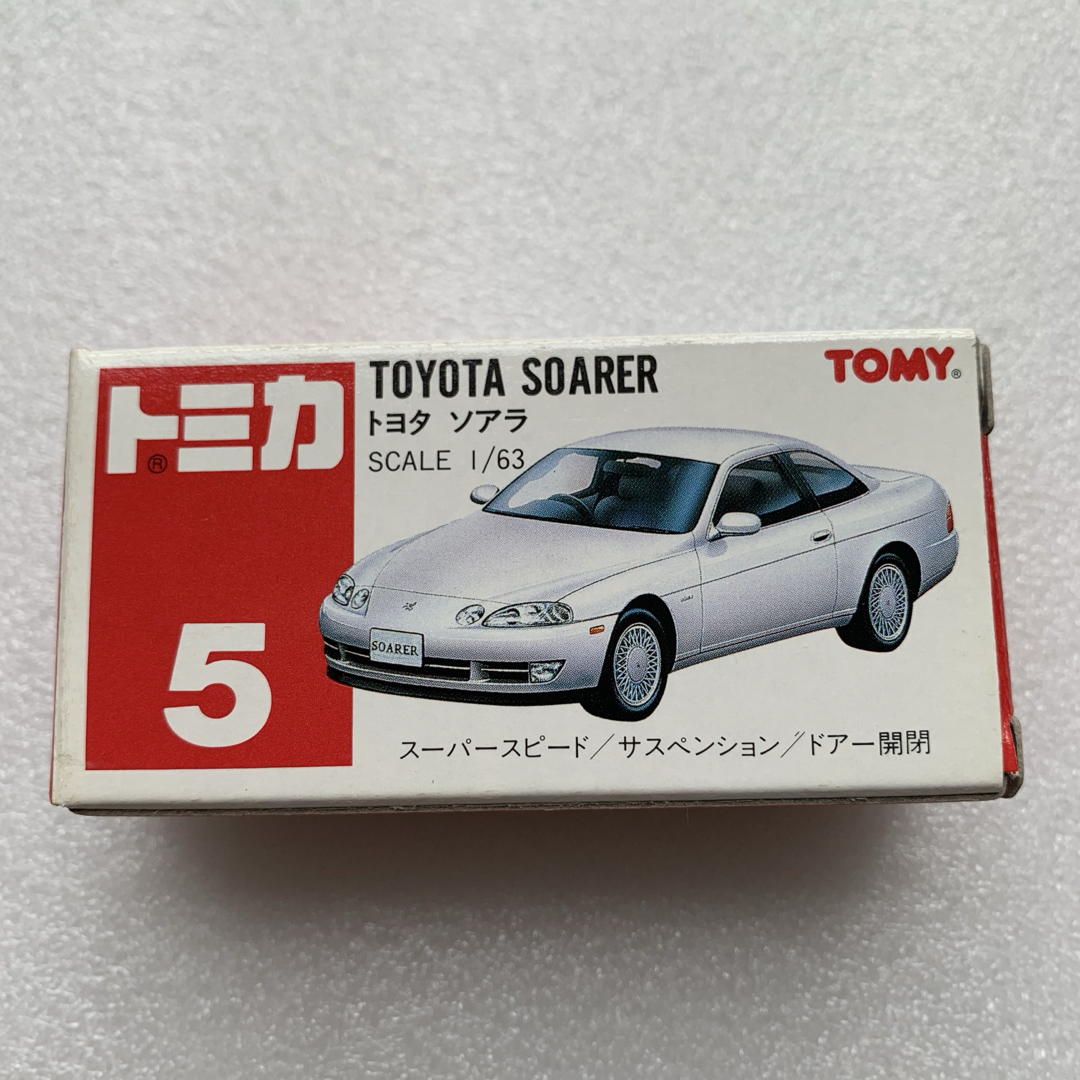 トミカ®
TOYOTA SOARER
トヨタ ソアラ
SCALE 1/63
TOMY®
5
SOARER
スーパースピード/サスペンション/ドアー開閉